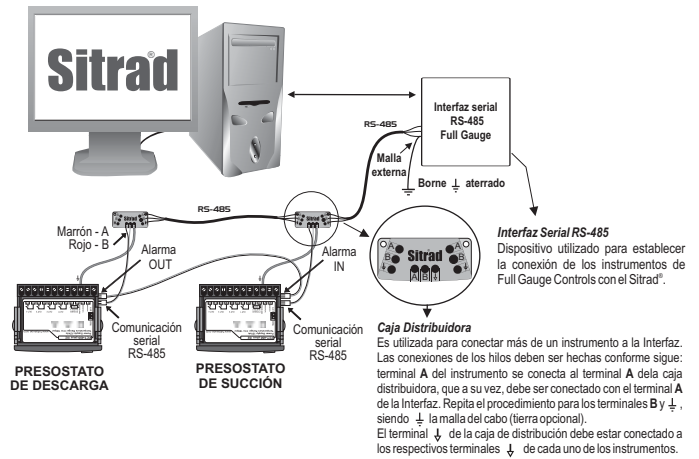 Sitrad®
Interfaz serial
RS-485
Full Gauge
RS-485
Malla
externa
Borne ⏚ aterrado
RS-485
Sitrad
Sitrad
Marrón - A
Rojo - B
Alarma
OUT
Alarma
IN
A
B
Sitrad
A
B
A B
Interfaz Serial RS-485
Dispositivo utilizado para establecer
la conexión de los instrumentos de
Full Gauge Controls con el Sitrad®.
Comunicación
serial
RS-485
Comunicación
serial
RS-485
PRESOSTATO
DE DESCARGA
PRESOSTATO
DE SUCCIÓN
Caja Distribuidora
Es utilizada para conectar más de un instrumento a la Interfaz.
Las conexiones de los hilos deben ser hechas conforme sigue:
terminal A del instrumento se conecta al terminal A dela caja
distribuidora, que a su vez, debe ser conectado con el terminal A
de la Interfaz. Repita el procedimiento para los terminales B y ⏚ ,
siendo ⏚ la malla del cabo (tierra opcional).
El terminal ⏚ de la caja de distribución debe estar conectado a
los respectivos terminales ⏚ de cada uno de los instrumentos.